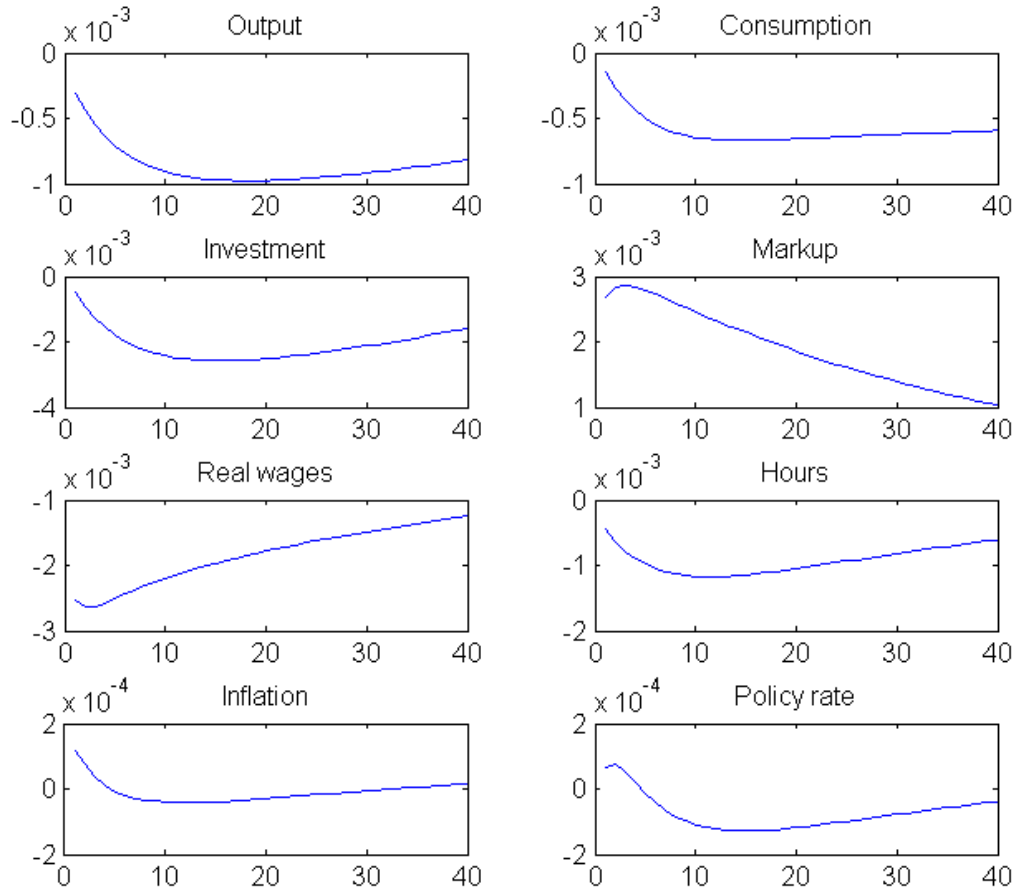 x 10^-3
Output
0
-0.5
-1
0 10 20 30 40
x 10^-3
Consumption
0
-0.5
-1
0 10 20 30 40
x 10^-3
Investment
0
-2
-4
0 10 20 30 40
x 10^-3
Markup
3
2
1
0 10 20 30 40
x 10^-3
Real wages
-1
-2
-3
0 10 20 30 40
x 10^-3
Hours
0
-1
-2
0 10 20 30 40
x 10^-4
Inflation
2
0
-2
0 10 20 30 40
x 10^-4
Policy rate
2
0
-2
0 10 20 30 40